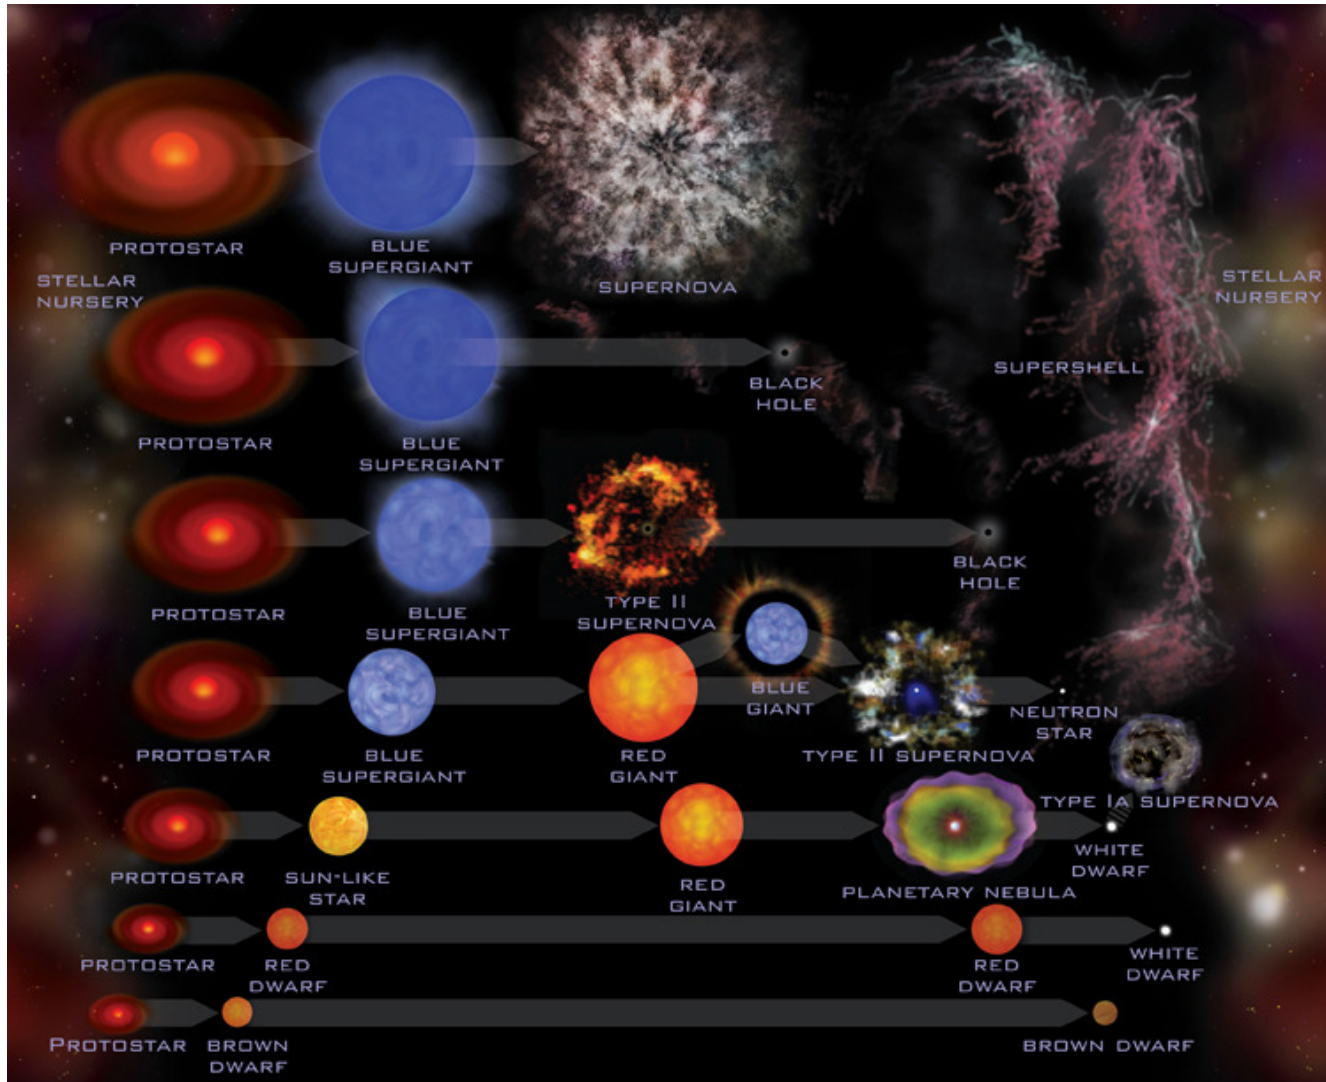 PROTOSTAR
BLUE
SUPERGIANT
SUPERNOVA
STELLAR
NURSERY
STELLAR
NURSERY
PROTOSTAR
BLUE
SUPERGIANT
BLACK
HOLE
SUPERSHELL
PROTOSTAR
BLUE
SUPERGIANT
TYPE II
SUPERNOVA
BLACK
HOLE
PROTOSTAR
BLUE
SUPERGIANT
RED
GIANT
BLUE
GIANT
TYPE II SUPERNOVA
NEUTRON
STAR
PROTOSTAR
SUN-LIKE
STAR
RED
GIANT
PLANETARY NEBULA
TYPE IA SUPERNOVA
WHITE
DWARF
PROTOSTAR
RED
DWARF
RED
DWARF
WHITE
DWARF
PROTOSTAR
BROWN
DWARF
BROWN DWARF